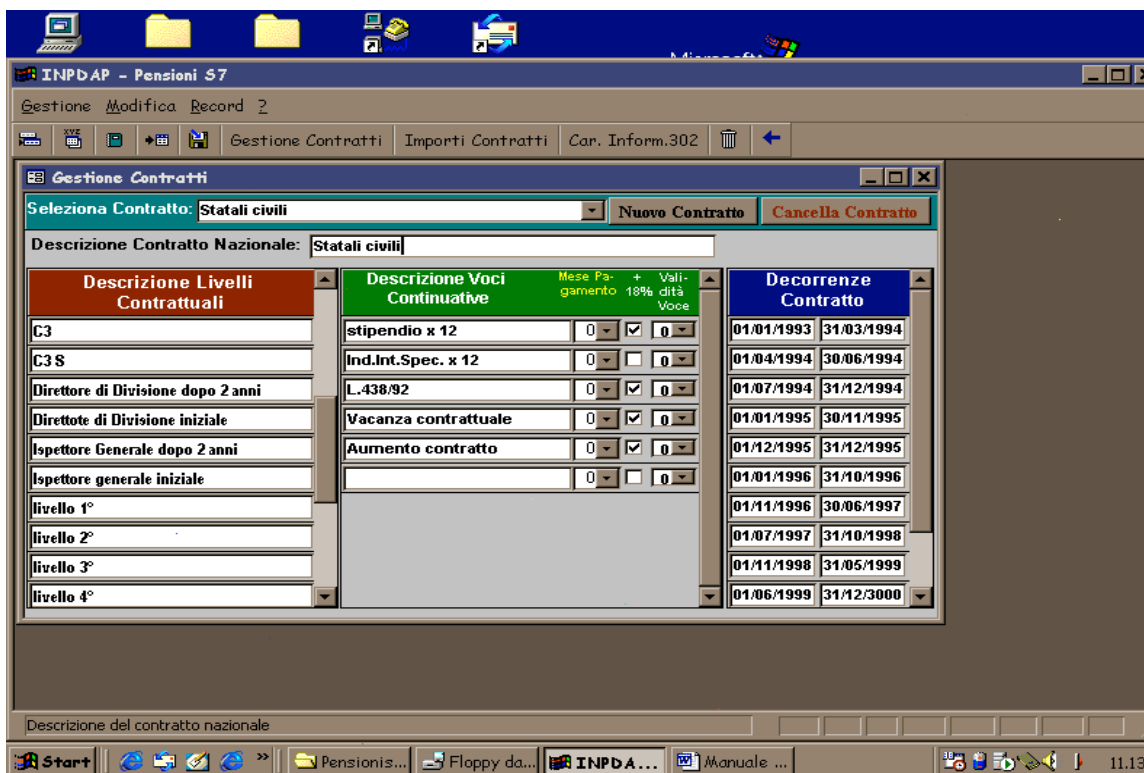 INPDAP - Pensioni S7
Gestione Modifica Record ?
XYZ
Gestione Contratti Importi Contratti Car. Inform.302
Gestione Contratti
Seleziona Contratto: Statali civili Nuovo Contratto Cancella Contratto
Descrizione Contratto Nazionale: Statali civili
Descrizione Livelli
Contrattuali
C3
C3 S
Direttore di Divisione dopo 2 anni
Direttote di Divisione iniziale
Ispettore Generale dopo 2 anni
Ispettore generale iniziale
livello 1°
livello 2°
livello 3°
livello 4°
Descrizione Voci
Continuative
Mese Pa-
gamento
+
18%
Vali-
dità
Voce
stipendio x 12 0 0
Ind.Int.Spec. x 12 0 0
L.438/92 0 0
Vacanza contrattuale 0 0
Aumento contratto 0 0
0 0
Decorrenze
Contratto
01/01/1993 31/03/1994
01/04/1994 30/06/1994
01/07/1994 31/12/1994
01/01/1995 30/11/1995
01/12/1995 31/12/1995
01/01/1996 31/10/1996
01/11/1996 30/06/1997
01/07/1997 31/10/1998
01/11/1998 31/05/1999
01/06/1999 31/12/3000
Descrizione del contratto nazionale
Start » Pensionis... Floppy da... INPDA... Manuale ... 11.13